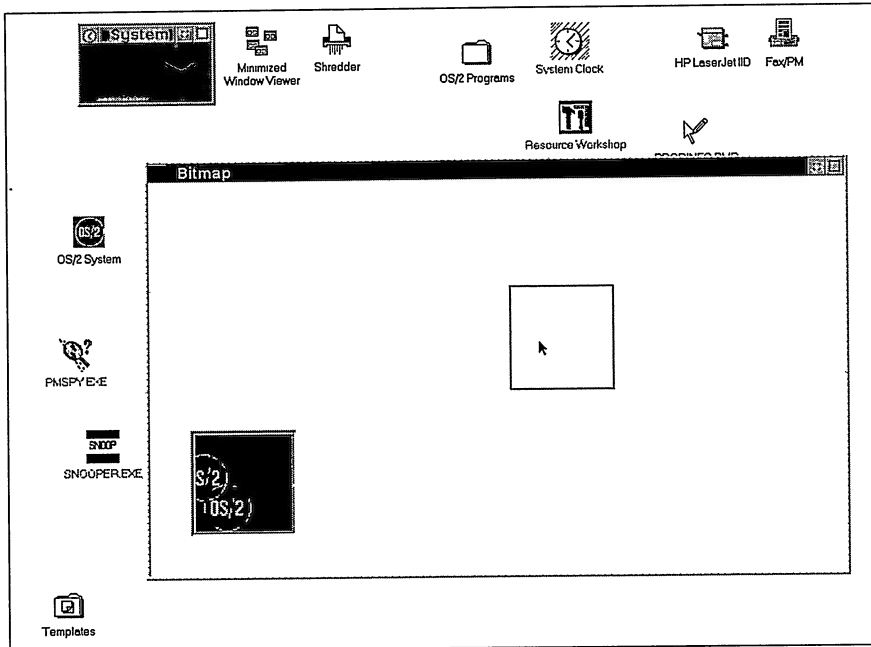 System
Minimized
Window Viewer
Shredder
OS/2 Programs
System Clock
HP LaserJet IID
Fax/PM
Resource Workshop
Bitmap
OS/2
OS/2 System
PMSPY EXE
SNOOP
SNOOPER.EXE
S/2
OS/2
Templates